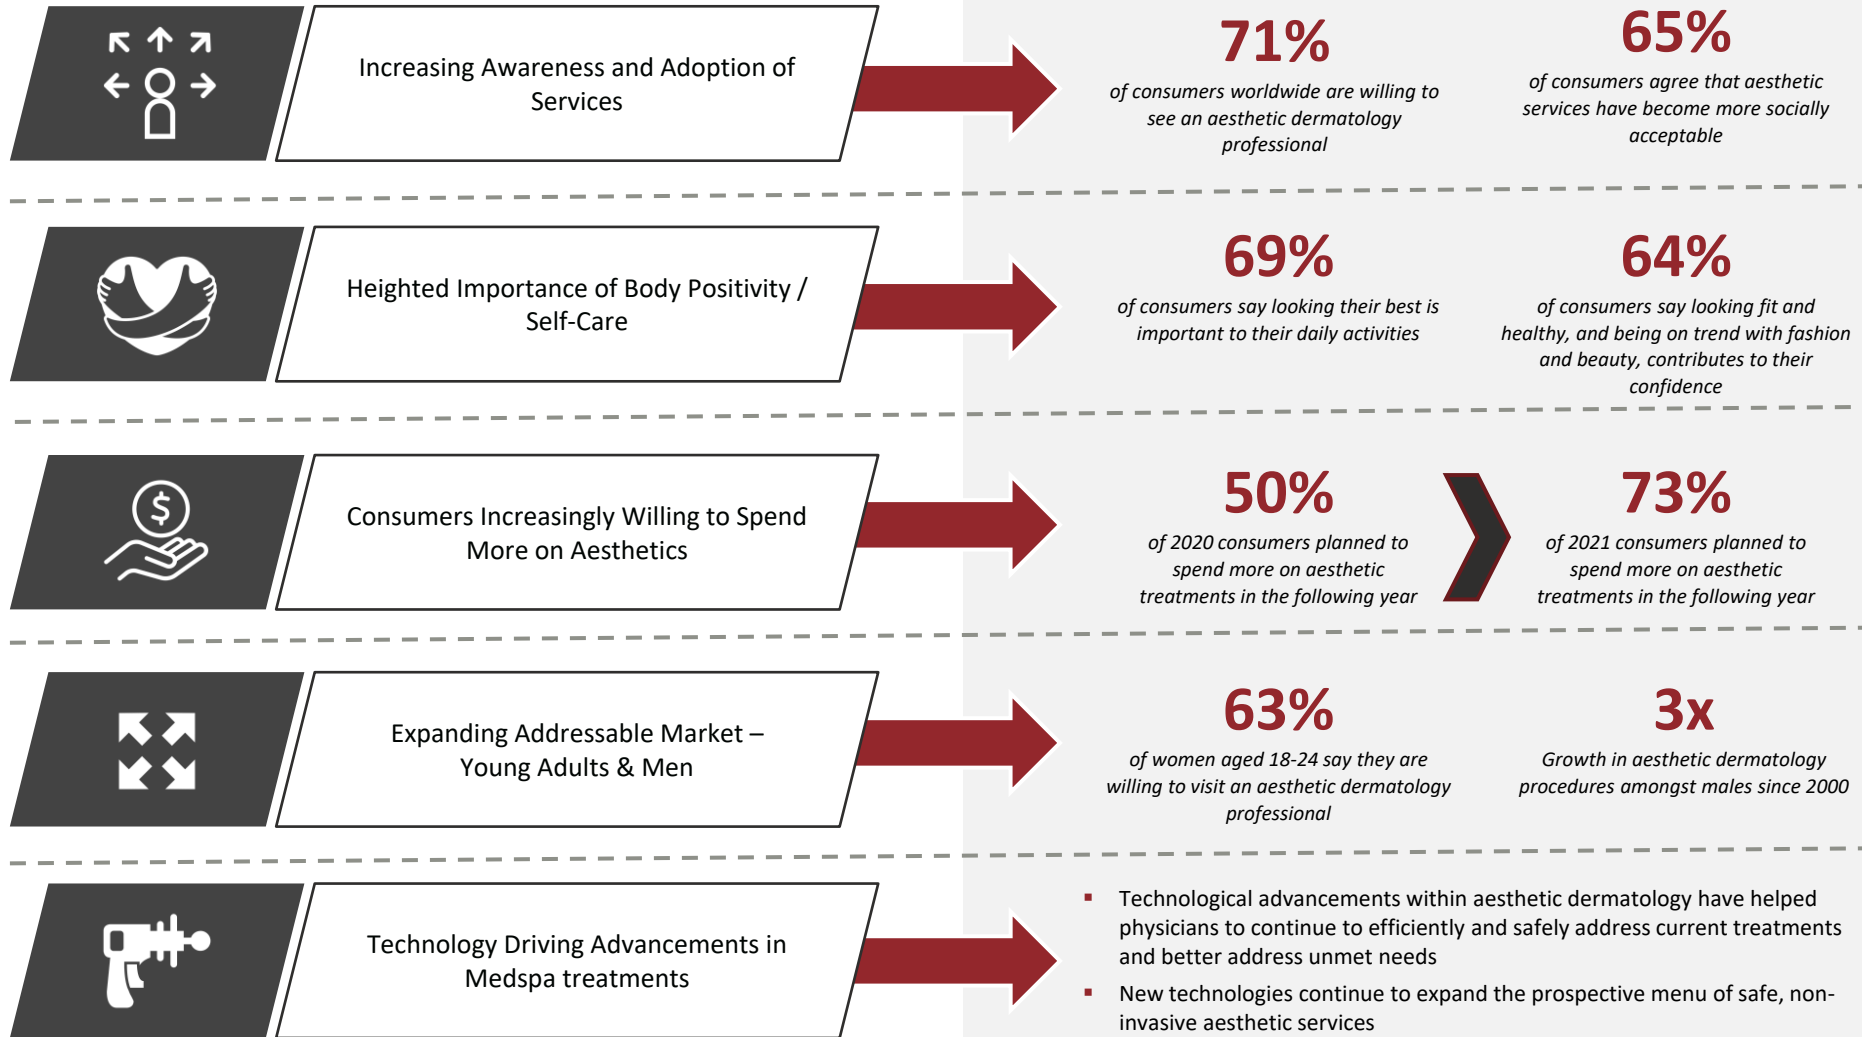 Increasing Awareness and Adoption of
Services
71%
of consumers worldwide are willing to
see an aesthetic dermatology
professional
65%
of consumers agree that aesthetic
services have become more socially
acceptable
Heighted Importance of Body Positivity /
Self-Care
69%
of consumers say looking their best is
important to their daily activities
64%
of consumers say looking fit and
healthy, and being on trend with fashion
and beauty, contributes to their
confidence
$
Consumers Increasingly Willing to Spend
More on Aesthetics
50%
of 2020 consumers planned to
spend more on aesthetic
treatments in the following year
73%
of 2021 consumers planned to
spend more on aesthetic
treatments in the following year
Expanding Addressable Market –
Young Adults & Men
63%
of women aged 18-24 say they are
willing to visit an aesthetic dermatology
professional
3x
Growth in aesthetic dermatology
procedures amongst males since 2000
Technology Driving Advancements in
Medspa treatments
▪ Technological advancements within aesthetic dermatology have helped
physicians to continue to efficiently and safely address current treatments
and better address unmet needs
▪ New technologies continue to expand the prospective menu of safe, non-
invasive aesthetic services